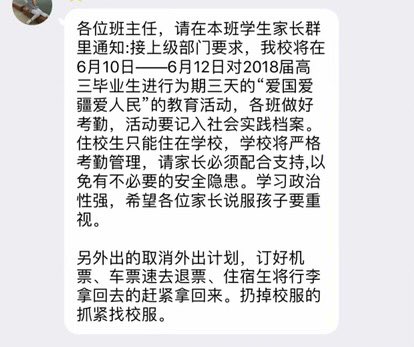 各位班主任，请在本班学生家长群
里通知:接上级部门要求，我校将在
6月10日——6月12日对2018届高
三毕业生进行为期三天的“爱国爱
疆爱人民”的教育活动，各班做好
考勤，活动要记入社会实践档案。
住校生只能住在学校，学校将严格
考勤管理，请家长必须配合支持,以
免有不必要的安全隐患。学习政治
性强，希望各位家长说服孩子要重
视。
另外出的取消外出计划，订好机
票、车票速去退票、住宿生将行李
拿回去的赶紧拿回来。扔掉校服的
抓紧找校服。